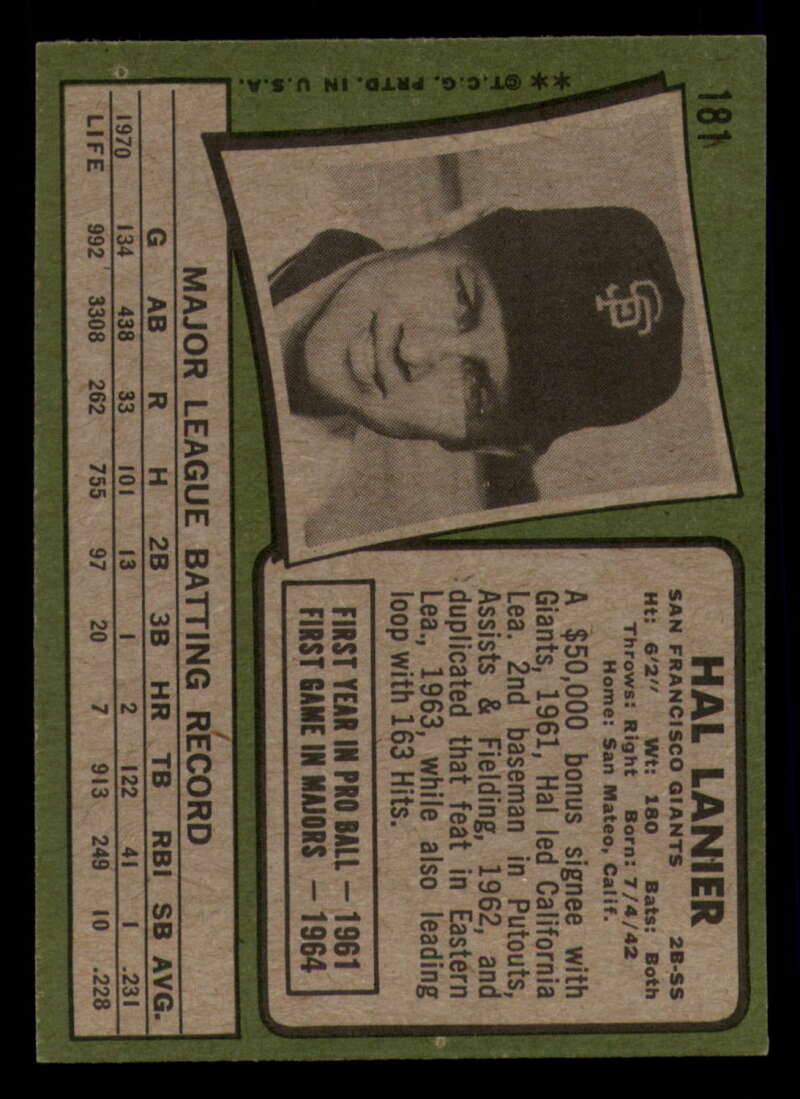 181
** ©T.C.G. PRTD. IN U.S.A.
SF
HAL LANIER
SAN FRANCISCO GIANTS 2B-SS
Ht: 6'2" Wt: 180 Bats: Both
Throws: Right Born: 7/4/42
Home: San Mateo, Calif.
A $50,000 bonus signee with
Giants, 1961, Hal led California
Lea. 2nd baseman in Putouts,
Assists & Fielding, 1962, and
duplicated that feat in Eastern
Lea., 1963, while also leading
loop with 163 Hits.
FIRST YEAR IN PRO BALL — 1961
FIRST GAME IN MAJORS — 1964
MAJOR LEAGUE BATTING RECORD
G AB R H 2B 3B HR TB RBI SB AVG.
1970 134 438 33 101 13 1 2 122 41 1 .231
LIFE 992 3308 262 755 97 20 7 913 249 10 .228